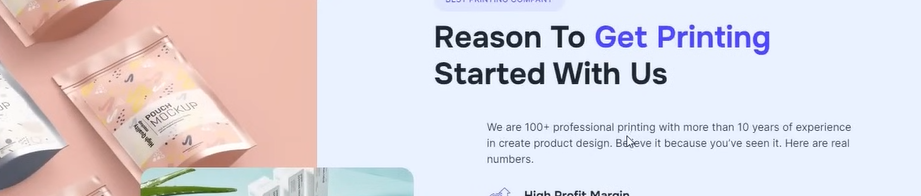 BEST PRINTING COMPANY
Reason To Get Printing
Started With Us
We are 100+ professional printing with more than 10 years of experience
in create product design. Believe it because you've seen it. Here are real
numbers.
High Profit Margin
POUCH
MOCKUP
High Quality